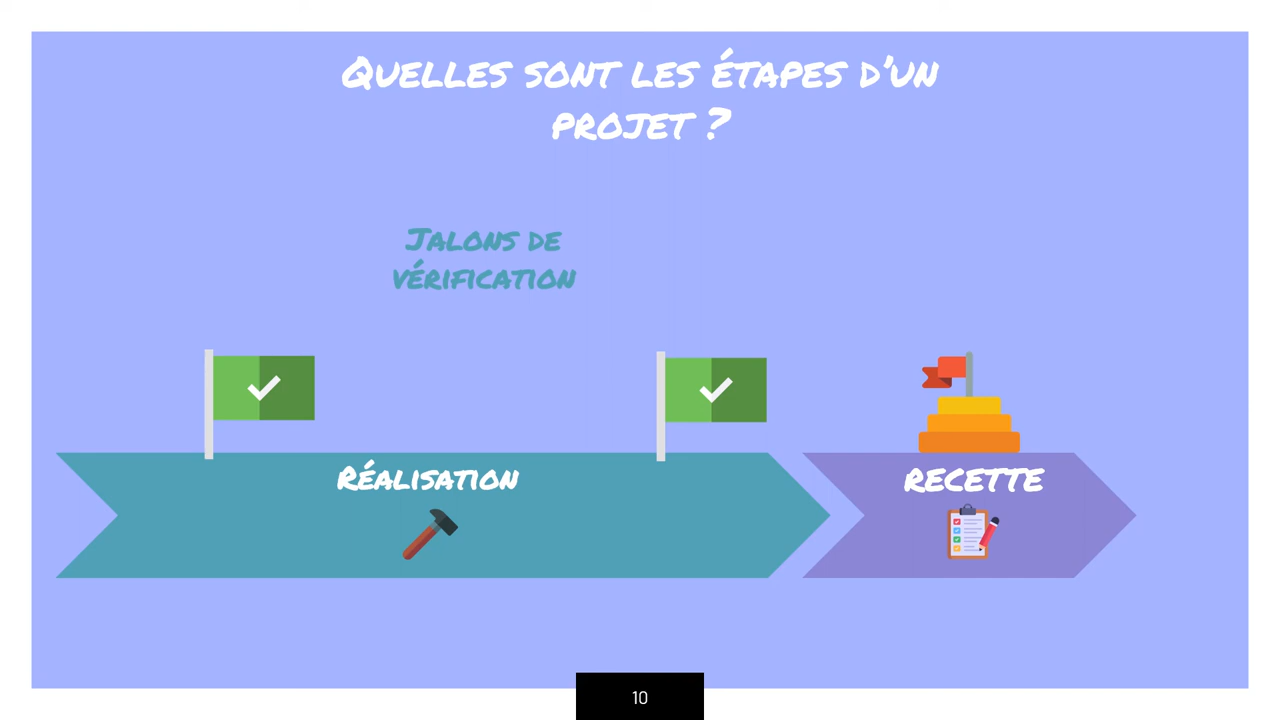 Quelles sont les étapes d'un
projet ?
Jalons de
vérification
Réalisation
recette
10